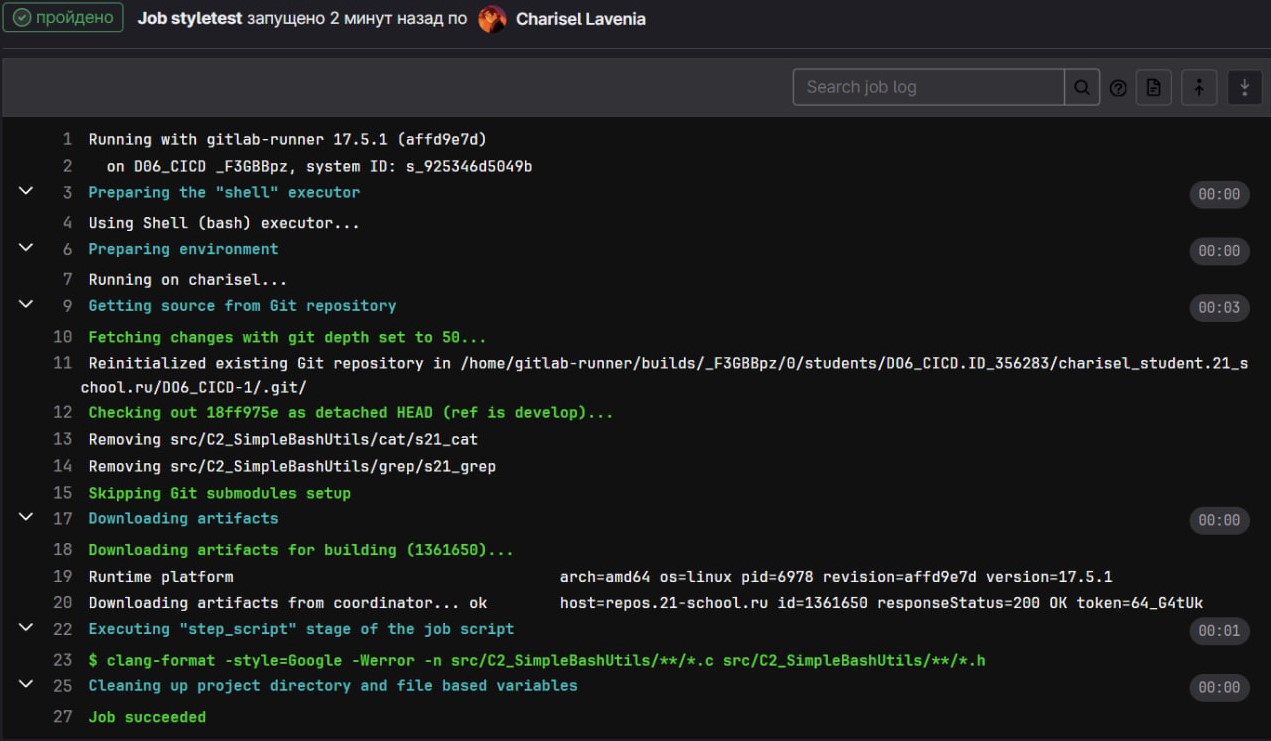 пройдено Job styletest запущено 2 минут назад по Charisel Lavenia
Search job log
1 Running with gitlab-runner 17.5.1 (affd9e7d)
2 on DO6_CICD _F3GBBpz, system ID: s_925346d5049b
3 Preparing the "shell" executor 00:00
4 Using Shell (bash) executor...
6 Preparing environment 00:00
7 Running on charisel...
9 Getting source from Git repository 00:03
10 Fetching changes with git depth set to 50...
11 Reinitialized existing Git repository in /home/gitlab-runner/builds/_F3GBBpz/0/students/DO6_CICD.ID_356283/charisel_student.21_s
chool.ru/DO6_CICD-1/.git/
12 Checking out 18ff975e as detached HEAD (ref is develop)...
13 Removing src/C2_SimpleBashUtils/cat/s21_cat
14 Removing src/C2_SimpleBashUtils/grep/s21_grep
15 Skipping Git submodules setup
17 Downloading artifacts 00:00
18 Downloading artifacts for building (1361650)...
19 Runtime platform arch=amd64 os=linux pid=6978 revision=affd9e7d version=17.5.1
20 Downloading artifacts from coordinator... ok host=repos.21-school.ru id=1361650 responseStatus=200 OK token=64_G4tUk
22 Executing "step_script" stage of the job script 00:01
23 $ clang-format -style=Google -Werror -n src/C2_SimpleBashUtils/**/*.c src/C2_SimpleBashUtils/**/*.h
25 Cleaning up project directory and file based variables 00:00
27 Job succeeded